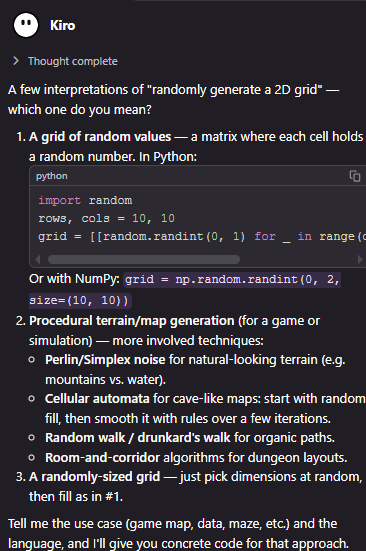 Kiro
Thought complete
A few interpretations of "randomly generate a 2D grid" —
which one do you mean?
1. A grid of random values — a matrix where each cell holds
a random number. In Python:
python
import random
rows, cols = 10, 10
grid = [[random.randint(0, 1) for _ in range(c
Or with NumPy: grid = np.random.randint(0, 2,
size=(10, 10))
2. Procedural terrain/map generation (for a game or
simulation) — more involved techniques:
Perlin/Simplex noise for natural-looking terrain (e.g.
mountains vs. water).
Cellular automata for cave-like maps: start with random
fill, then smooth it with rules over a few iterations.
Random walk / drunkard's walk for organic paths.
Room-and-corridor algorithms for dungeon layouts.
3. A randomly-sized grid — just pick dimensions at random,
then fill as in #1.
Tell me the use case (game map, data, maze, etc.) and the
language, and I'll give you concrete code for that approach.